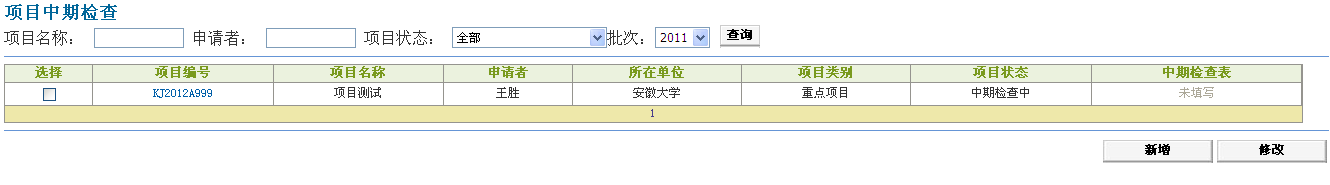 项目中期检查
项目名称： 申请者： 项目状态： 全部 批次： 2011 查询
选择 项目编号 项目名称 申请者 所在单位 项目类别 项目状态 中期检查表
KJ2012A999 项目测试 王胜 安徽大学 重点项目 中期检查中 未填写
1
新增 修改